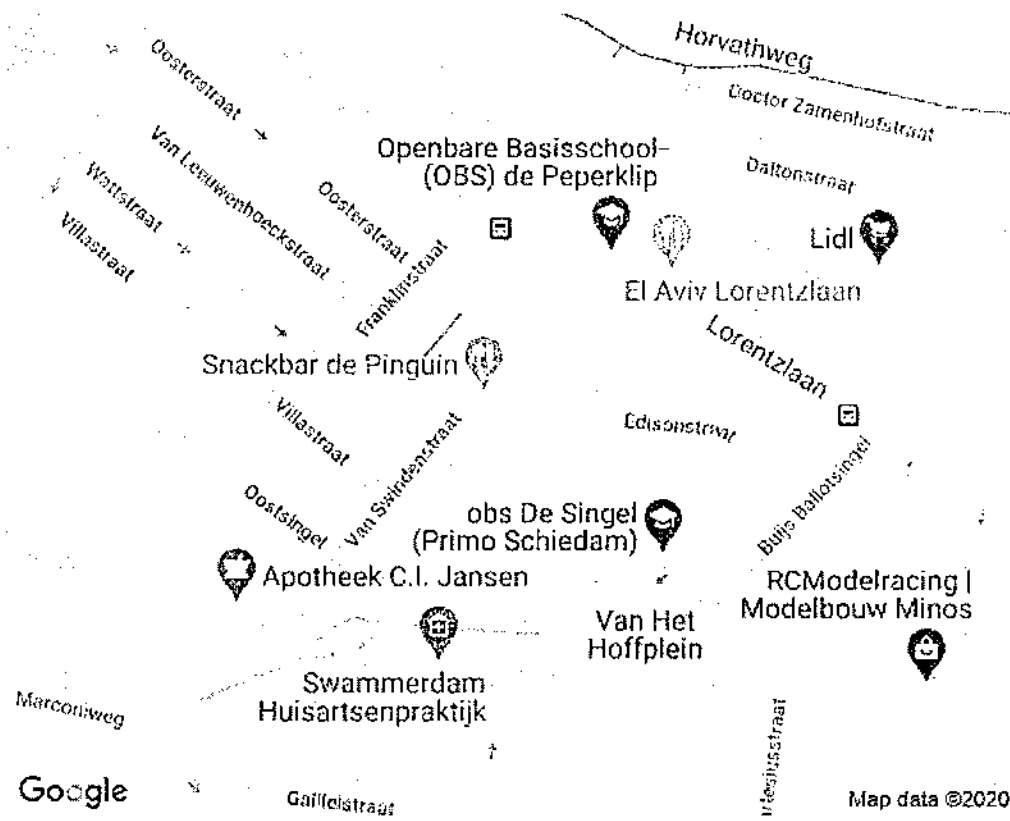 Horvathweg
Oosterstraat
Doctor Zamenhofstraat
Openbare Basisschool-
(OBS) de Peperklip
Van Leeuwenhoeckstraat
Wattstraat
Villastraat
Daltonstraat
Oosterstraat
Lidl
Franklinstraat
El Aviv Lorentzlaan
Lorentzlaan
Snackbar de Pinguin
Villastraat
Edisonstraat
Van Swindenstraat
Buijs Ballotsingel
Oostsingel
obs De Singel
(Primo Schiedam)
Apotheek C.I. Jansen
RCModelracing |
Modelbouw Minos
Van Het
Hoffplein
Swammerdam
Huisartsenpraktijk
Marconiweg
Google
Galileistraat
Map data ©2020